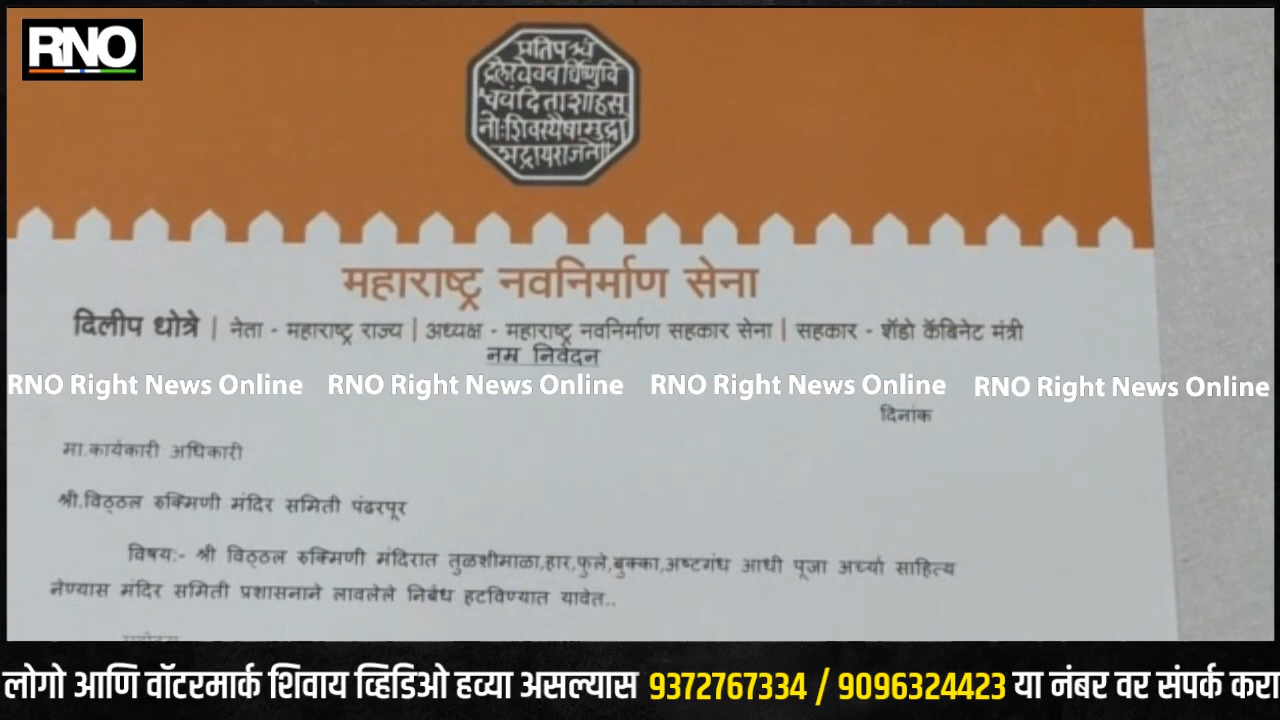 RNO
प्रतिपच्चं
द्रलेखेवव र्धिष्णुर्वि
श्ववंदिताशाहसू
नोःशिवस्यैषामुद्रा
भद्रायराजते
महाराष्ट्र नवनिर्माण सेना
दिलीप धोत्रे | नेता - महाराष्ट्र राज्य | अध्यक्ष - महाराष्ट्र नवनिर्माण सहकार सेना | सहकार - शॅडो कॅबिनेट मंत्री
नम्र निवेदन
RNO Right News Online RNO Right News Online RNO Right News Online RNO Right News Online
दिनांक
मा.कार्यकारी अधिकारी
श्री.विठ्ठल रुक्मिणी मंदिर समिती पंढरपूर
विषय:- श्री विठ्ठल रुक्मिणी मंदिरात तुळशीमाळा,हार,फुले,बुक्का,अष्टगंध आधी पूजा अर्च्या साहित्य
नेण्यास मंदिर समिती प्रशासनाने लावलेले निर्बंध हटविण्यात यावेत..
लोगो आणि वॉटरमार्क शिवाय व्हिडिओ हव्या असल्यास 9372767334 / 9096324423 या नंबर वर संपर्क करा